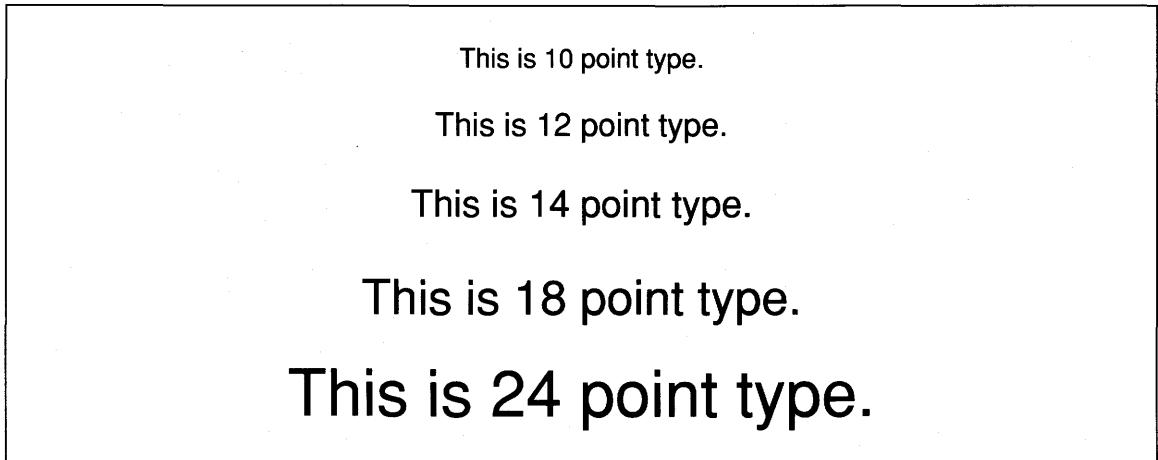 This is 10 point type.
This is 12 point type.
This is 14 point type.
This is 18 point type.
This is 24 point type.